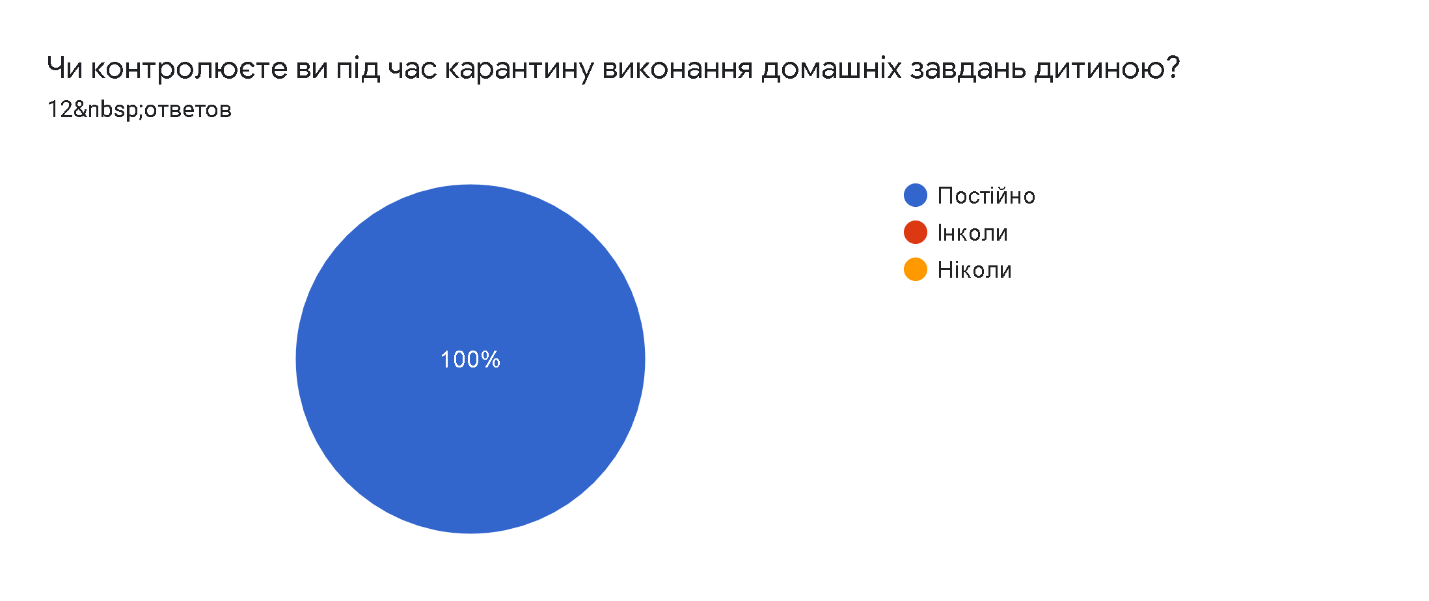 Чи контролюєте ви під час карантину виконання домашніх завдань дитиною?
12&nbsp;ответов
100%
Постійно
Інколи
Ніколи